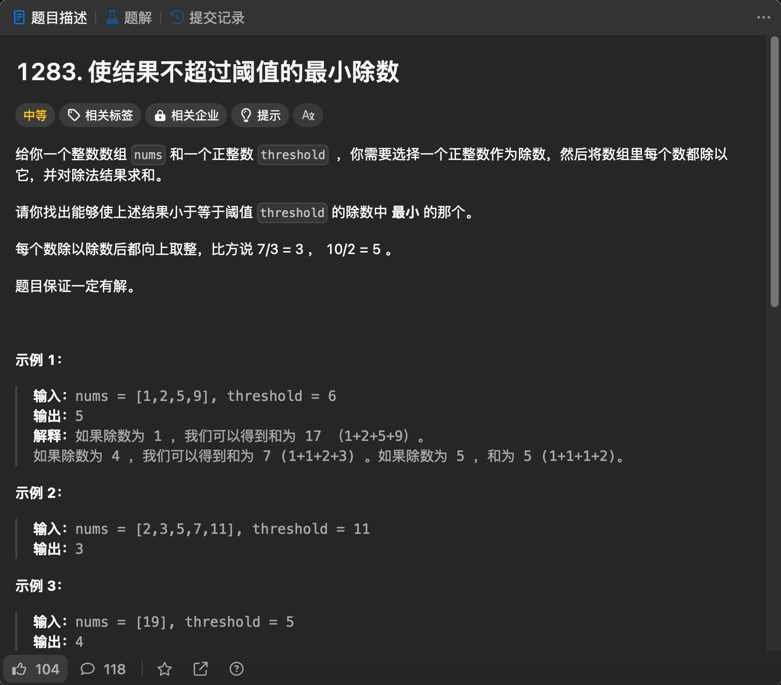 题目描述 题解 提交记录
1283. 使结果不超过阈值的最小除数
中等 相关标签 相关企业 提示
给你一个整数数组 nums 和一个正整数 threshold ，你需要选择一个正整数作为除数，然后将数组里每个数都除以
它，并对除法结果求和。
请你找出能够使上述结果小于等于阈值 threshold 的除数中 最小 的那个。
每个数除以除数后都向上取整，比方说 7/3 = 3 ， 10/2 = 5 。
题目保证一定有解。
示例 1：
输入：nums = [1,2,5,9], threshold = 6
输出：5
解释：如果除数为 1 ，我们可以得到和为 17 （1+2+5+9）。
如果除数为 4 ，我们可以得到和为 7 (1+1+2+3) 。如果除数为 5 ，和为 5 (1+1+1+2)。
示例 2：
输入：nums = [2,3,5,7,11], threshold = 11
输出：3
示例 3：
输入：nums = [19], threshold = 5
输出：4
104 118